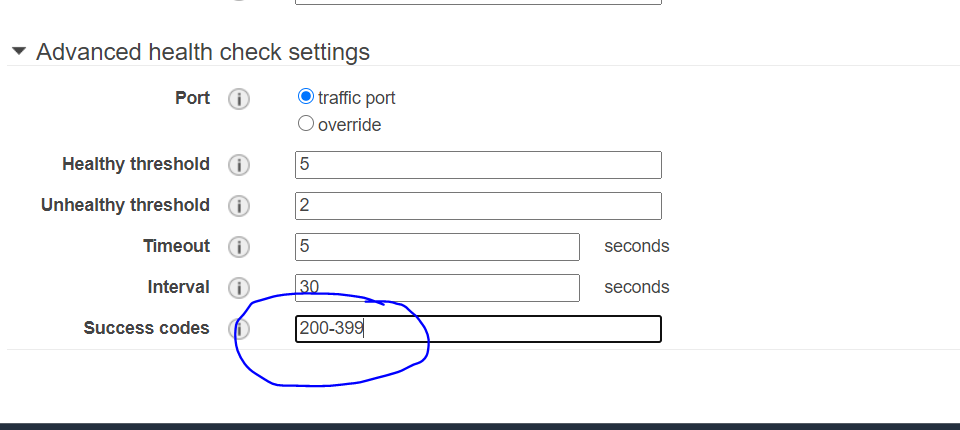 Advanced health check settings
Port i traffic port
override
Healthy threshold i 5
Unhealthy threshold i 2
Timeout i 5 seconds
Interval i 30 seconds
Success codes i 200-399